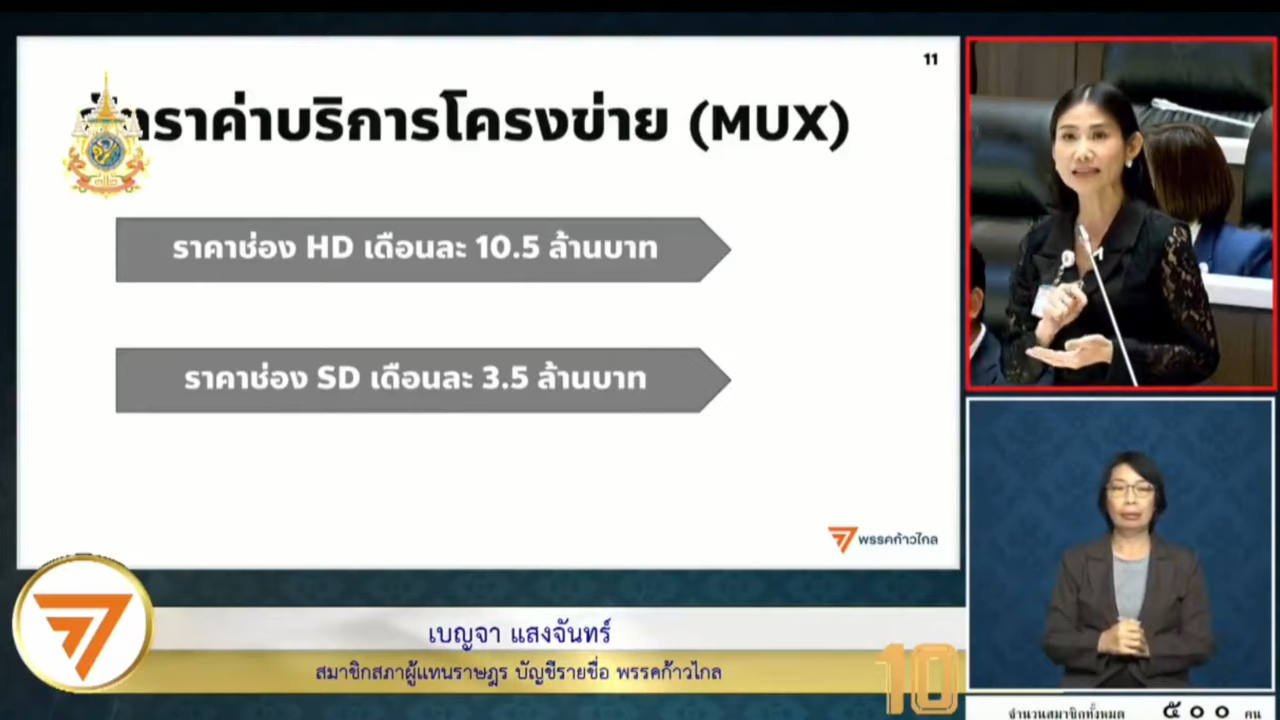 11
ราค่าบริการโครงข่าย (MUX)
ราคาช่อง HD เดือนละ 10.5 ล้านบาท
ราคาช่อง SD เดือนละ 3.5 ล้านบาท
พรรคก้าวไกล
เบญจา แสงจันทร์
สมาชิกสภาผู้แทนราษฎร บัญชีรายชื่อ พรรคก้าวไกล
10
จำนวนสมาชิกทั้งหมด ๕๐๐ คน